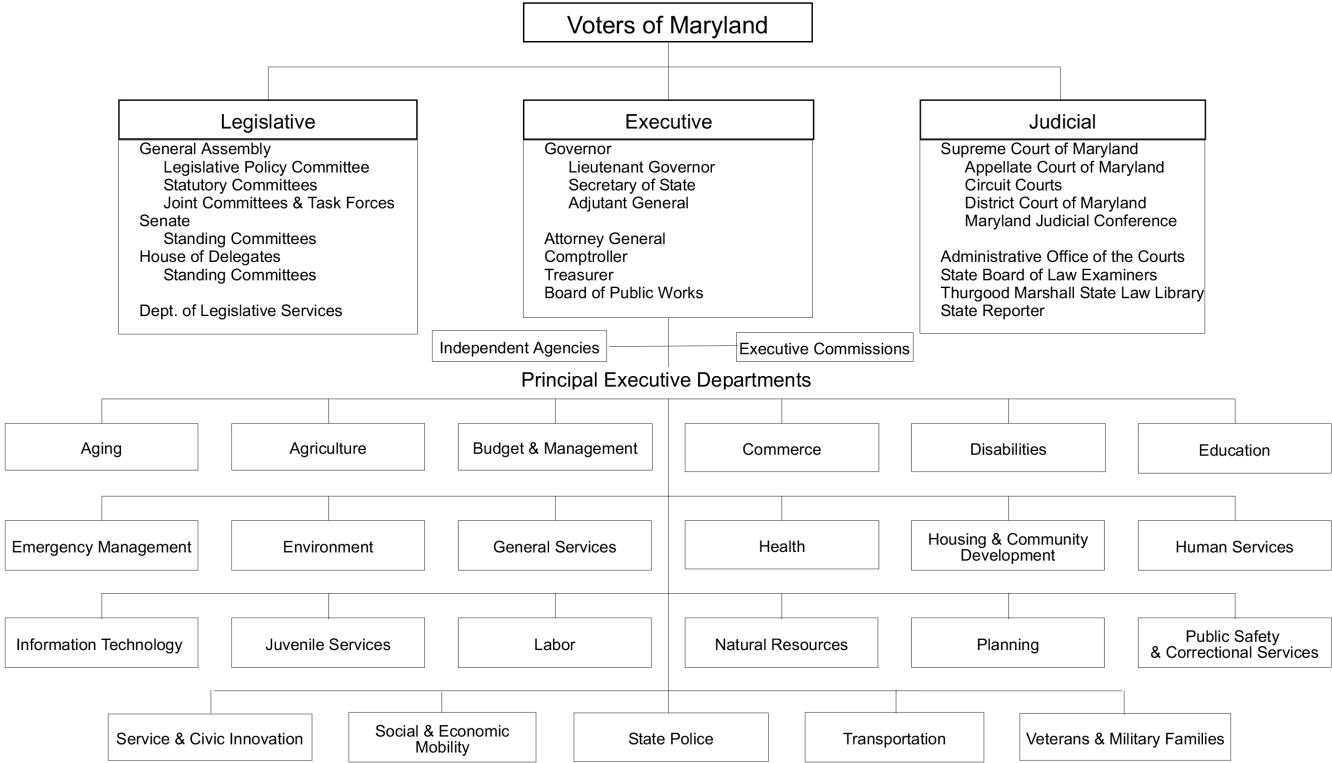 Voters of Maryland
Legislative
General Assembly
Legislative Policy Committee
Statutory Committees
Joint Committees & Task Forces
Senate
Standing Committees
House of Delegates
Standing Committees
Dept. of Legislative Services
Executive
Governor
Lieutenant Governor
Secretary of State
Adjutant General
Attorney General
Comptroller
Treasurer
Board of Public Works
Judicial
Supreme Court of Maryland
Appellate Court of Maryland
Circuit Courts
District Court of Maryland
Maryland Judicial Conference
Administrative Office of the Courts
State Board of Law Examiners
Thurgood Marshall State Law Library
State Reporter
Independent Agencies
Executive Commissions
Principal Executive Departments
Aging
Agriculture
Budget & Management
Commerce
Disabilities
Education
Emergency Management
Environment
General Services
Health
Housing & Community
Development
Human Services
Information Technology
Juvenile Services
Labor
Natural Resources
Planning
Public Safety
& Correctional Services
Service & Civic Innovation
Social & Economic
Mobility
State Police
Transportation
Veterans & Military Families